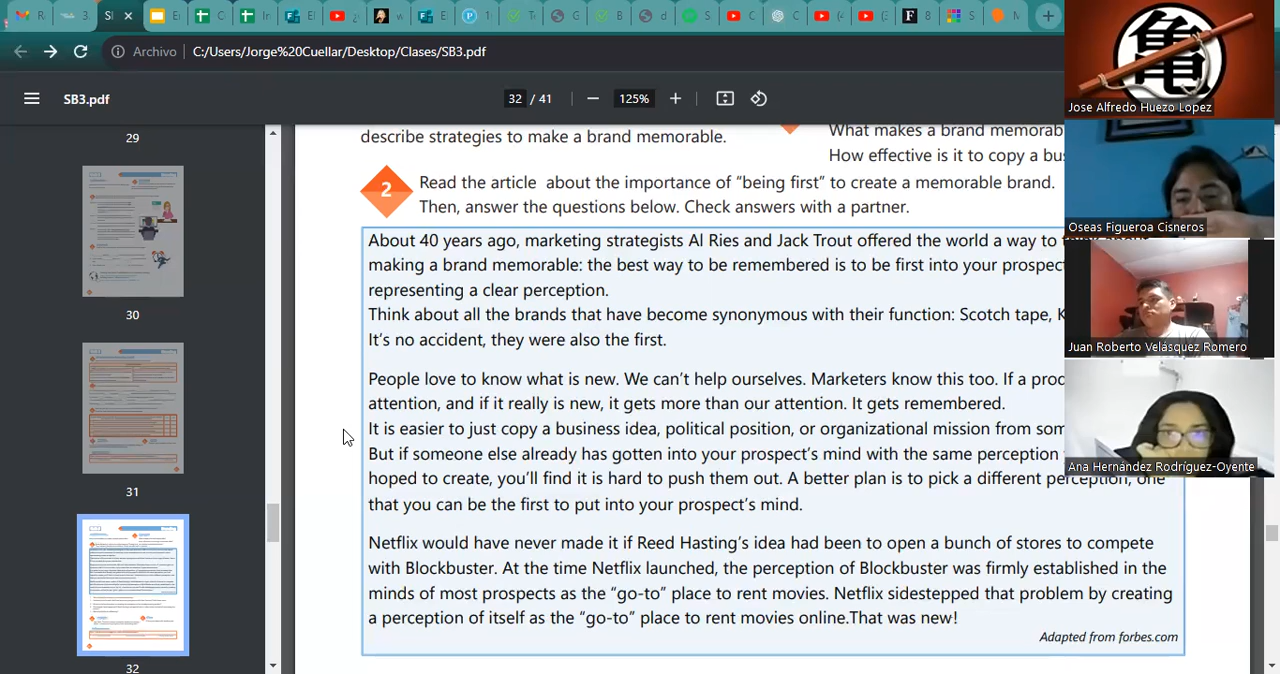 Archivo
C:/Users/Jorge%20Cuellar/Desktop/Clases/SB3.pdf
SB3.pdf
32 / 41
125%
29
30
31
32
describe strategies to make a brand memorable.
What makes a brand
How effective is it to copy a
2
Read the article about the importance of "being first" to create a memorable brand.
Then, answer the questions below. Check answers with a partner.
About 40 years ago, marketing strategists Al Ries and Jack Trout offered the world a way to
making a brand memorable: the best way to be remembered is to be first into your
representing a clear perception.
Think about all the brands that have become synonymous with their function: Scotch tape,
It's no accident, they were also the first.
People love to know what is new. We can't help ourselves. Marketers know this too. If a
attention, and if it really is new, it gets more than our attention. It gets remembered.
It is easier to just copy a business idea, political position, or organizational mission from
But if someone else already has gotten into your prospect's mind with the same perception
hoped to create, you'll find it is hard to push them out. A better plan is to pick a different perception, one
that you can be the first to put into your prospect's mind.
Netflix would have never made it if Reed Hasting's idea had been to open a bunch of stores to compete
with Blockbuster. At the time Netflix launched, the perception of Blockbuster was firmly established in the
minds of most prospects as the "go-to" place to rent movies. Netflix sidestepped that problem by creating
a perception of itself as the "go-to" place to rent movies online.That was new!
Adapted from forbes.com
亀
Jose Alfredo Huezo Lopez
Oseas Figueroa Cisneros
Juan Roberto Velásquez Romero
Ana Hernández Rodríguez-Oyente